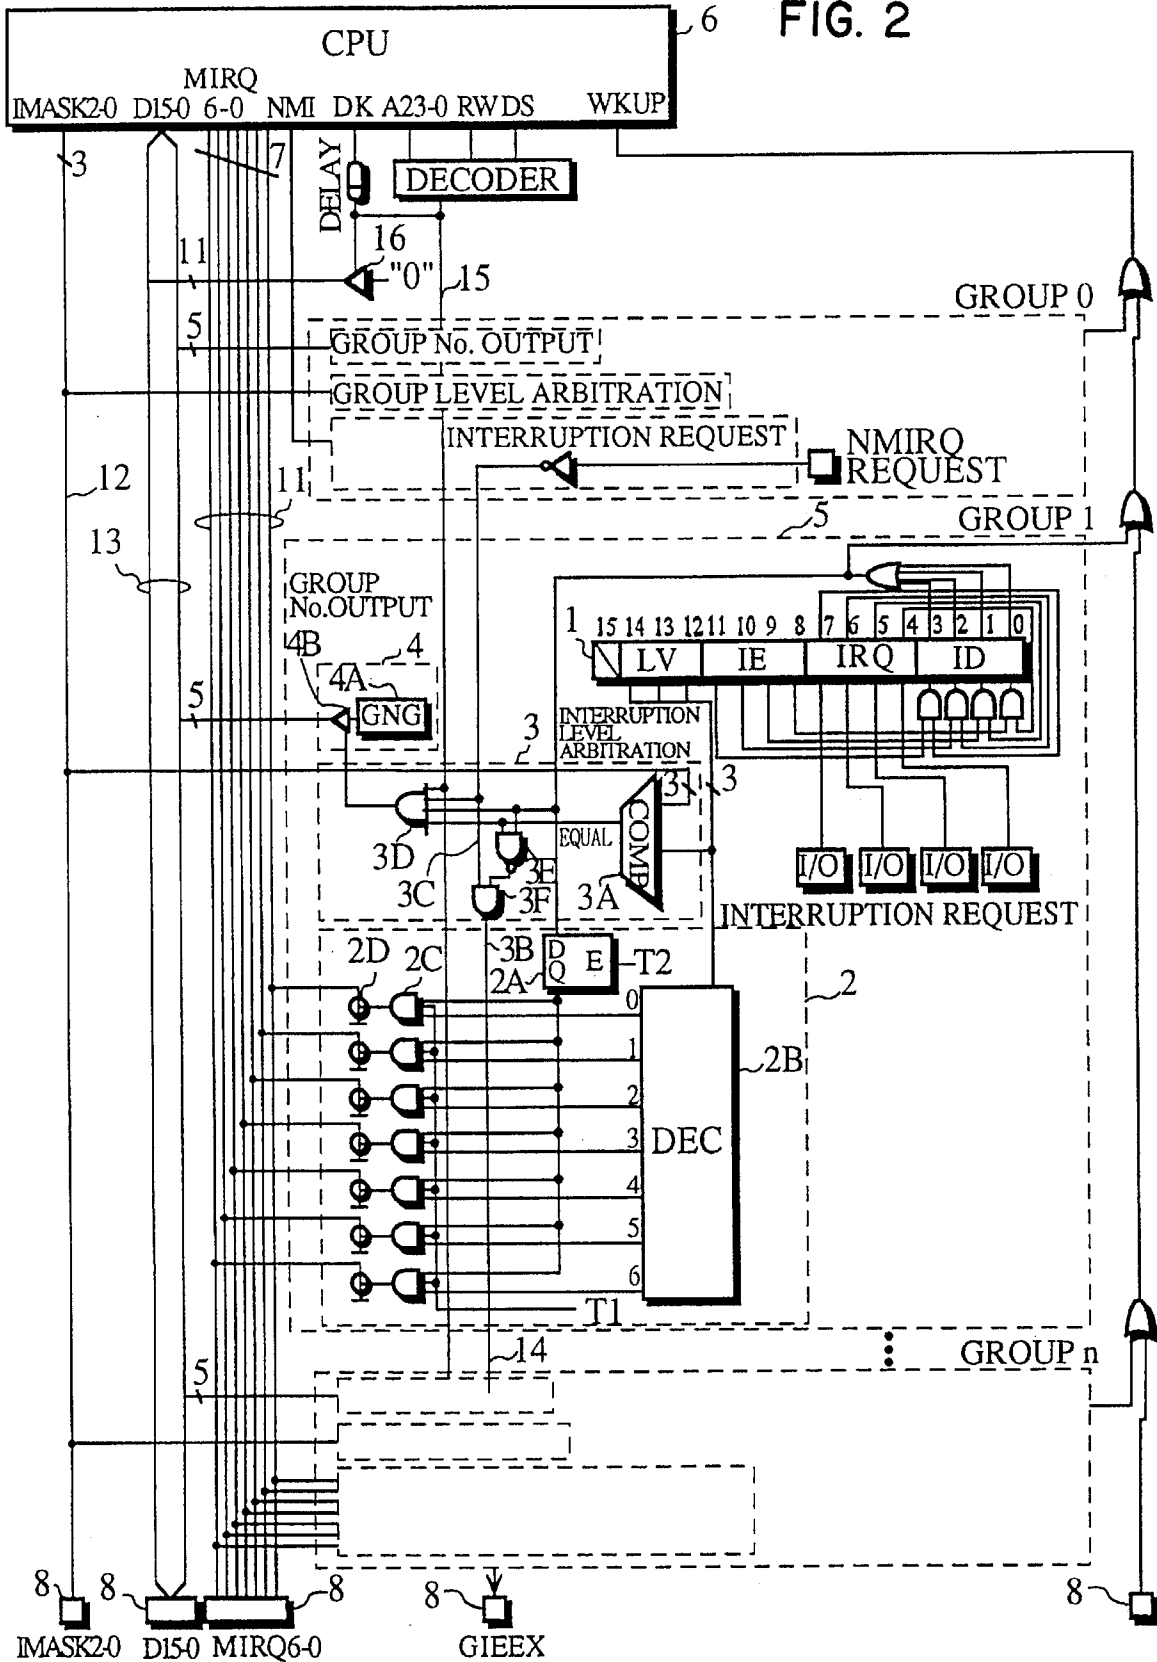 FIG. 2
6
CPU
MIRQ
IMASK2-0 D15-0 6-0 NMI DK A23-0 RW DS WKUP
3
7
DELAY
DECODER
16
11
"0"
15
GROUP 0
5
GROUP No. OUTPUT
GROUP LEVEL ARBITRATION
INTERRUPTION REQUEST
NMIRQ
REQUEST
12
11
5
GROUP 1
13
GROUP
No.OUTPUT
4B
4
4A
GNG
5
1
15 14 13 12 11 10 9 8 7 6 5 4 3 2 1 0
LV IE IRQ ID
INTERRUPTION
LEVEL
ARBITRATION
3
3
3
COMP
EQUAL
3D
3E
3C
3F
3A
I/O I/O I/O I/O
INTERRUPTION REQUEST
2D
2C
3B
2A
D
Q
E
T2
2
0
1
2B
2
3
DEC
4
5
6
T1
14
GROUP n
5
8
8
8
8
8
IMASK2-0 D15-0 MIRQ6-0 GIEEX